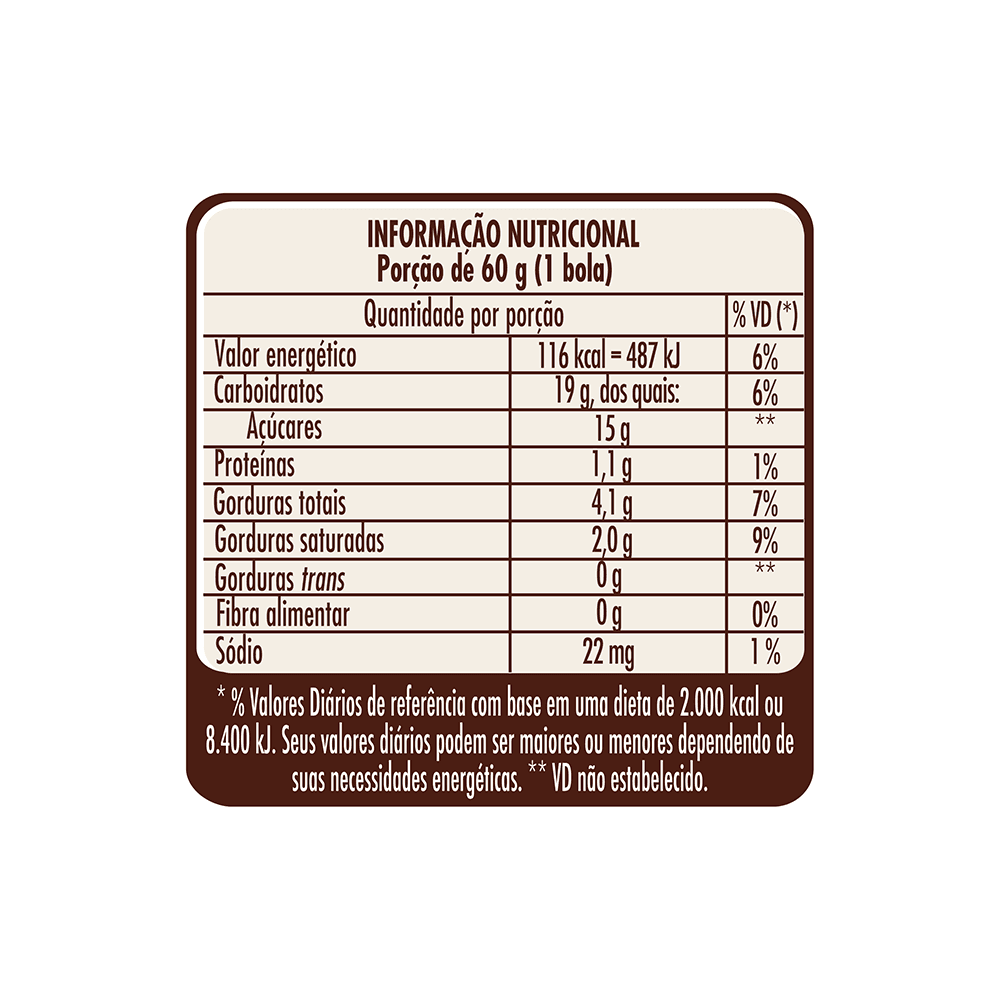 INFORMAÇÃO NUTRICIONAL
Porção de 60 g (1 bola)
Quantidade por porção % VD (*)
Valor energético 116 kcal = 487 kJ 6%
Carboidratos 19 g, dos quais: 6%
Açúcares 15 g **
Proteínas 1,1 g 1%
Gorduras totais 4,1 g 7%
Gorduras saturadas 2,0 g 9%
Gorduras trans 0 g **
Fibra alimentar 0 g 0%
Sódio 22 mg 1 %
* % Valores Diários de referência com base em uma dieta de 2.000 kcal ou
8.400 kJ. Seus valores diários podem ser maiores ou menores dependendo de
suas necessidades energéticas. ** VD não estabelecido.